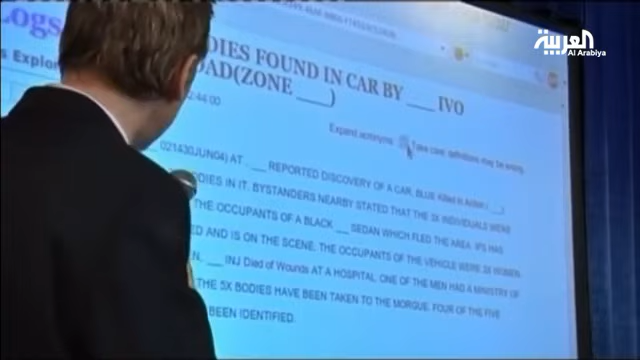 العربية
Al Arabiya
Logs
s Explor
DIES FOUND IN CAR BY ___ IVO
OAD(ZONE ___)
2:44:00
Expand acronyms
Take care; definitions may be wrong.
021430JUN04) AT . ___ REPORTED DISCOVERY OF A CAR, BLUE Killed in Action (___)
ODIES IN IT. BYSTANDERS NEARBY STATED THAT THE 3X INDIVIDUALS WERE
THE OCCUPANTS OF A BLACK ___ SEDAN WHICH FLED THE AREA. IPS HAS
ED AND IS ON THE SCENE. THE OCCUPANTS OF THE VEHICLE WERE 3X WOMEN,
N, ___ INJ Died of Wounds AT A HOSPITAL. ONE OF THE MEN HAD A MINISTRY OF
THE 5X BODIES HAVE BEEN TAKEN TO THE MORGUE. FOUR OF THE FIVE
BEEN IDENTIFIED.